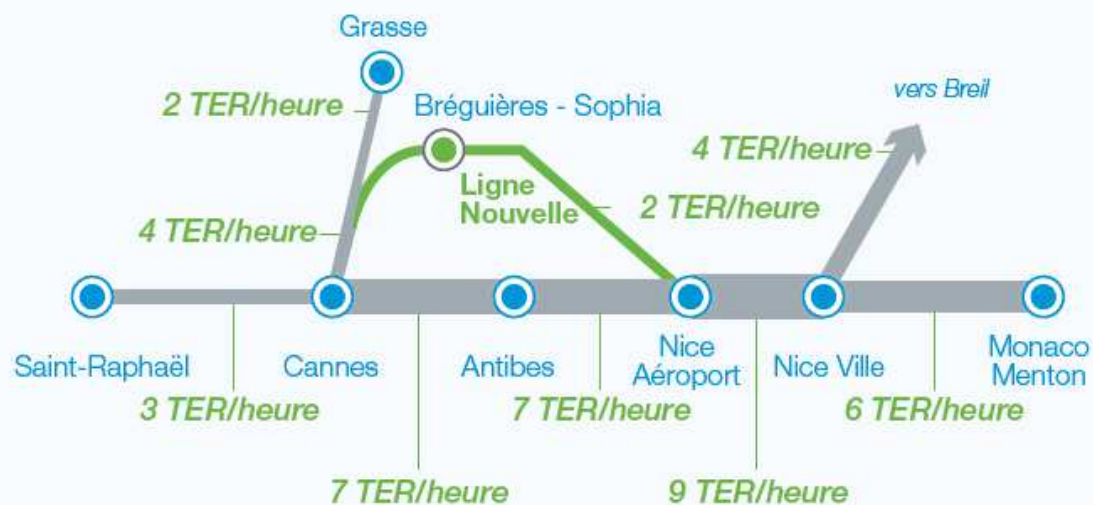 Grasse
2 TER/heure
Bréguières - Sophia
vers Breil
4 TER/heure
Ligne
Nouvelle
2 TER/heure
4 TER/heure
Saint-Raphaël
Cannes
Antibes
Nice
Aéroport
Nice Ville
Monaco
Menton
3 TER/heure
7 TER/heure
6 TER/heure
7 TER/heure
9 TER/heure